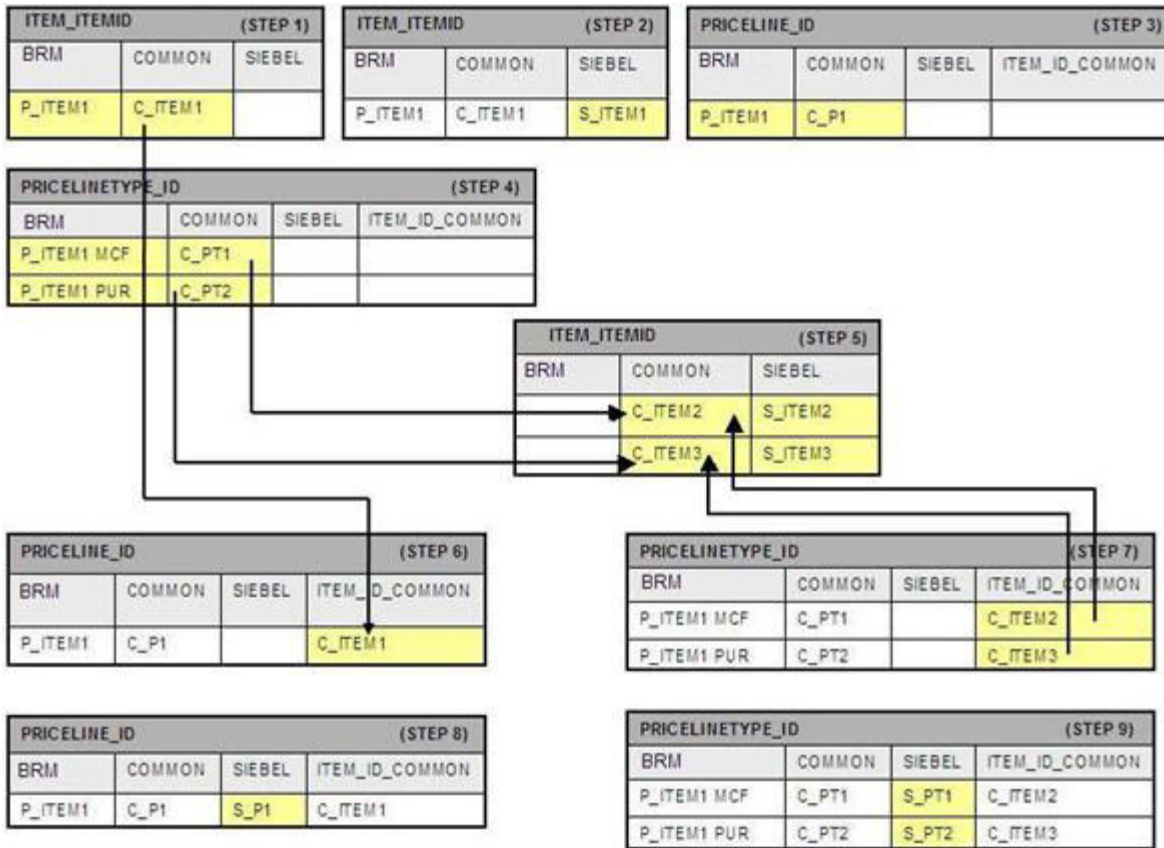 ITEM_ITEMID (STEP 1)
BRM COMMON SIEBEL
P_ITEM1 C_ITEM1
ITEM_ITEMID (STEP 2)
BRM COMMON SIEBEL
P_ITEM1 C_ITEM1 S_ITEM1
PRICELINE_ID (STEP 3)
BRM COMMON SIEBEL ITEM_ID_COMMON
P_ITEM1 C_P1
PRICELINETYPE_ID (STEP 4)
BRM COMMON SIEBEL ITEM_ID_COMMON
P_ITEM1 MCF C_PT1
P_ITEM1 PUR C_PT2
ITEM_ITEMID (STEP 5)
BRM COMMON SIEBEL
C_ITEM2 S_ITEM2
C_ITEM3 S_ITEM3
PRICELINE_ID (STEP 6)
BRM COMMON SIEBEL ITEM_ID_COMMON
P_ITEM1 C_P1 C_ITEM1
PRICELINETYPE_ID (STEP 7)
BRM COMMON SIEBEL ITEM_ID_COMMON
P_ITEM1 MCF C_PT1 C_ITEM2
P_ITEM1 PUR C_PT2 C_ITEM3
PRICELINE_ID (STEP 8)
BRM COMMON SIEBEL ITEM_ID_COMMON
P_ITEM1 C_P1 S_P1 C_ITEM1
PRICELINETYPE_ID (STEP 9)
BRM COMMON SIEBEL ITEM_ID_COMMON
P_ITEM1 MCF C_PT1 S_PT1 C_ITEM2
P_ITEM1 PUR C_PT2 S_PT2 C_ITEM3